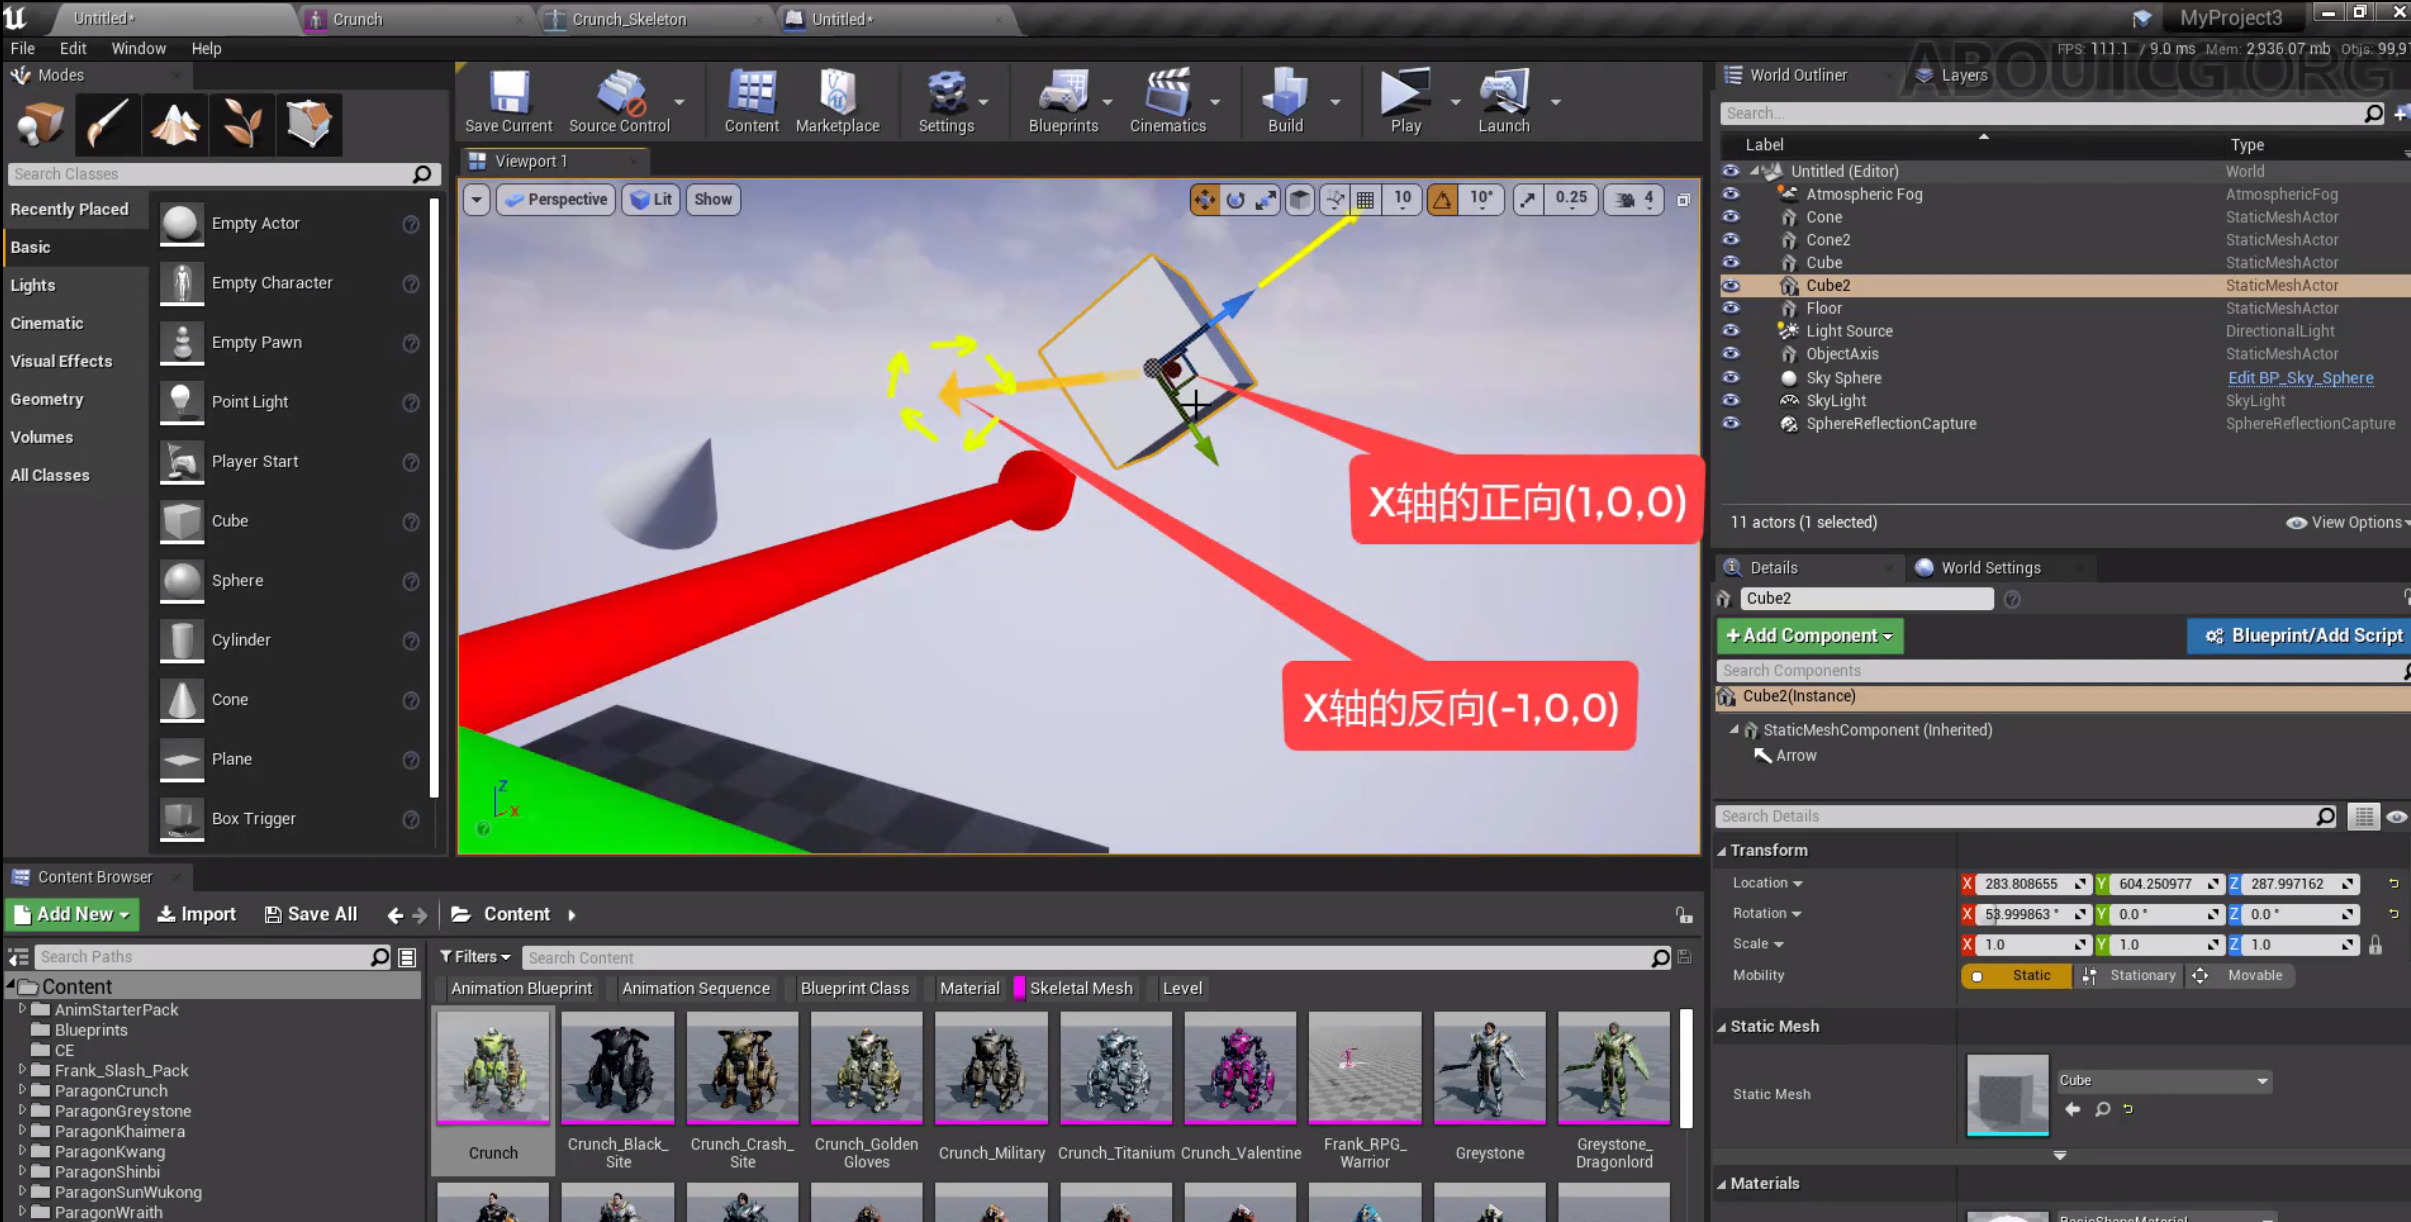 Untitled*
Crunch
Crunch_Skeleton
Untitled*
MyProject3
File
Edit
Window
Help
FPS: 111.1 / 9.0 ms Mem: 2,936.07 mb Objs: 99,9
ABOUTCG.ORG
Modes
Search Classes
Recently Placed
Basic
Lights
Cinematic
Visual Effects
Geometry
Volumes
All Classes
Empty Actor
Empty Character
Empty Pawn
Point Light
Player Start
Cube
Sphere
Cylinder
Cone
Plane
Box Trigger
Save Current
Source Control
Content
Marketplace
Settings
Blueprints
Cinematics
Build
Play
Launch
Viewport 1
Perspective
Lit
Show
10
10°
0.25
4
X轴的正向(1,0,0)
X轴的反向(-1,0,0)
Z
X
World Outliner
Layers
Search...
Label
Type
Untitled (Editor) World
Atmospheric Fog AtmosphericFog
Cone StaticMeshActor
Cone2 StaticMeshActor
Cube StaticMeshActor
Cube2 StaticMeshActor
Floor StaticMeshActor
Light Source DirectionalLight
ObjectAxis StaticMeshActor
Sky Sphere Edit BP_Sky_Sphere
SkyLight SkyLight
SphereReflectionCapture SphereReflectionCapture
11 actors (1 selected)
View Options
Details
World Settings
Cube2
+Add Component
Blueprint/Add Script
Search Components
Cube2(Instance)
StaticMeshComponent (Inherited)
Arrow
Search Details
Transform
Location X 283.808655 Y 604.250977 Z 287.997162
Rotation X 53.999863 ° Y 0.0 ° Z 0.0 °
Scale X 1.0 Y 1.0 Z 1.0
Mobility Static Stationary Movable
Static Mesh
Static Mesh
Cube
Materials
Content Browser
Add New
Import
Save All
Content
Search Paths
Content
AnimStarterPack
Blueprints
CE
Frank_Slash_Pack
ParagonCrunch
ParagonGreystone
ParagonKhaimera
ParagonKwang
ParagonShinbi
ParagonSunWukong
ParagonWraith
Filters
Search Content
Animation Blueprint
Animation Sequence
Blueprint Class
Material
Skeletal Mesh
Level
Crunch
Crunch_Black_
Site
Crunch_Crash_
Site
Crunch_Golden
Gloves
Crunch_Military
Crunch_Titanium
Crunch_Valentine
Frank_RPG_
Warrior
Greystone
Greystone_
Dragonlord